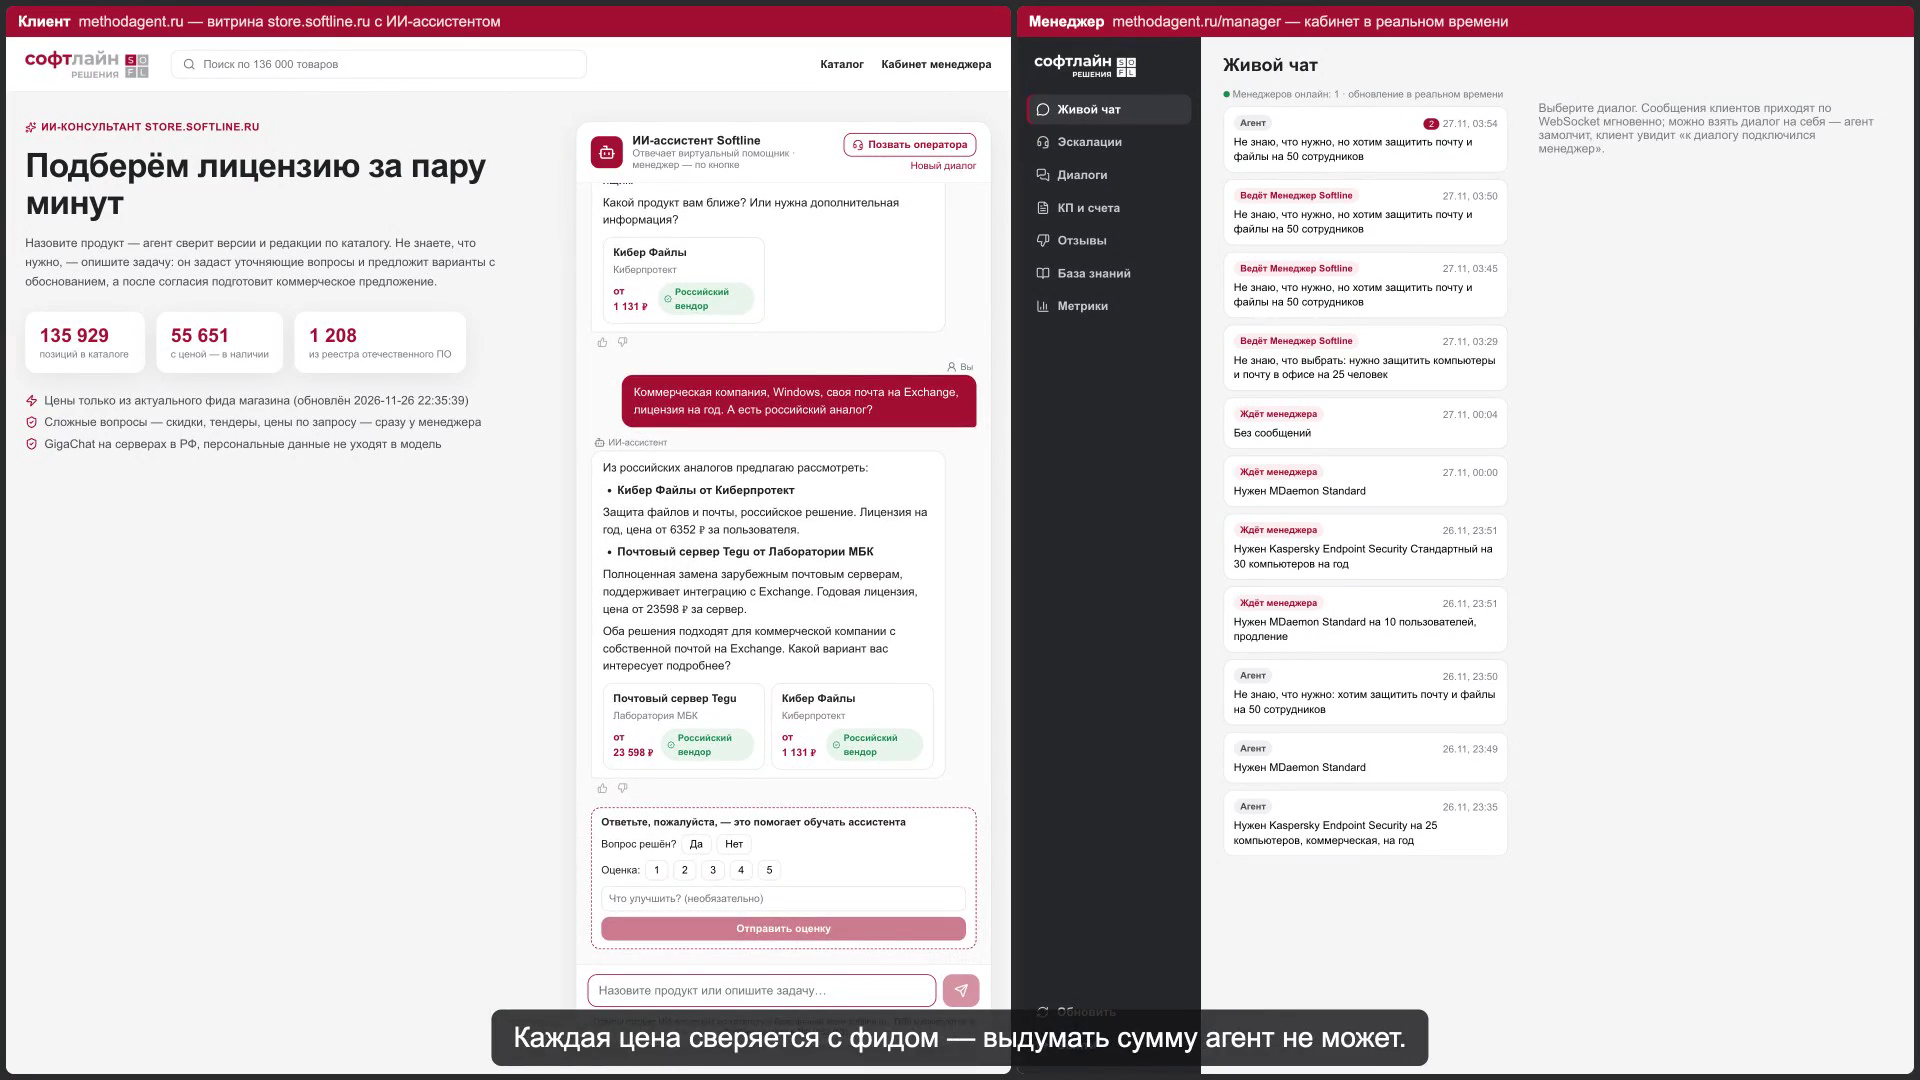 Клиент methodagent.ru — витрина store.softline.ru с ИИ-ассистентом
софтлайн
РЕШЕНИЯ
SO
FL
Поиск по 136 000 товаров
Каталог
Кабинет менеджера
ИИ-КОНСУЛЬТАНТ STORE.SOFTLINE.RU
Подберём лицензию за пару
минут
Назовите продукт — агент сверит версии и редакции по каталогу. Не знаете, что
нужно, — опишите задачу: он задаст уточняющие вопросы и предложит варианты с
обоснованием, а после согласия подготовит коммерческое предложение.
135 929
позиций в каталоге
55 651
с ценой — в наличии
1 208
из реестра отечественного ПО
Цены только из актуального фида магазина (обновлён 2026-11-26 22:35:39)
Сложные вопросы — скидки, тендеры, цены по запросу — сразу у менеджера
GigaChat на серверах в РФ, персональные данные не уходят в модель
ИИ-ассистент Softline
Отвечает виртуальный помощник ·
менеджер — по кнопке
Позвать оператора
Новый диалог
Какой продукт вам ближе? Или нужна дополнительная
информация?
Кибер Файлы
Киберпротект
от
1 131 ₽
Российский
вендор
Вы
Коммерческая компания, Windows, своя почта на Exchange,
лицензия на год. А есть российский аналог?
ИИ-ассистент
Из российских аналогов предлагаю рассмотреть:
• Кибер Файлы от Киберпротект
Защита файлов и почты, российское решение. Лицензия на
год, цена от 6352 ₽ за пользователя.
• Почтовый сервер Tegu от Лаборатории МБК
Полноценная замена зарубежным почтовым серверам,
поддерживает интеграцию с Exchange. Годовая лицензия,
цена от 23598 ₽ за сервер.
Оба решения подходят для коммерческой компании с
собственной почтой на Exchange. Какой вариант вас
интересует подробнее?
Почтовый сервер Tegu
Лаборатория МБК
от
23 598 ₽
Российский
вендор
Кибер Файлы
Киберпротект
от
1 131 ₽
Российский
вендор
Ответьте, пожалуйста, — это помогает обучать ассистента
Вопрос решён? Да Нет
Оценка: 1 2 3 4 5
Что улучшить? (необязательно)
Отправить оценку
Назовите продукт или опишите задачу…
Менеджер methodagent.ru/manager — кабинет в реальном времени
софтлайн
РЕШЕНИЯ
SO
FL
Живой чат
Эскалации
Диалоги
КП и счета
Отзывы
База знаний
Метрики
Обновить
Живой чат
Менеджеров онлайн: 1 · обновление в реальном времени
Агент 2 27.11, 03:54
Не знаю, что нужно, но хотим защитить почту и
файлы на 50 сотрудников
Ведёт Менеджер Softline 27.11, 03:50
Не знаю, что нужно, но хотим защитить почту и
файлы на 50 сотрудников
Ведёт Менеджер Softline 27.11, 03:45
Не знаю, что нужно, но хотим защитить почту и
файлы на 50 сотрудников
Ведёт Менеджер Softline 27.11, 03:29
Не знаю, что выбрать: нужно защитить компьютеры
и почту в офисе на 25 человек
Ждёт менеджера 27.11, 00:04
Без сообщений
Ждёт менеджера 27.11, 00:00
Нужен MDaemon Standard
Ждёт менеджера 26.11, 23:51
Нужен Kaspersky Endpoint Security Стандартный на
30 компьютеров на год
Ждёт менеджера 26.11, 23:51
Нужен MDaemon Standard на 10 пользователей,
продление
Агент 26.11, 23:50
Не знаю, что нужно: хотим защитить почту и файлы
на 50 сотрудников
Агент 26.11, 23:49
Нужен MDaemon Standard
Агент 26.11, 23:35
Нужен Kaspersky Endpoint Security на 25
компьютеров, коммерческая, на год
Выберите диалог. Сообщения клиентов приходят по
WebSocket мгновенно; можно взять диалог на себя — агент
замолчит, клиент увидит «к диалогу подключился
менеджер».
Каждая цена сверяется с фидом — выдумать сумму агент не может.